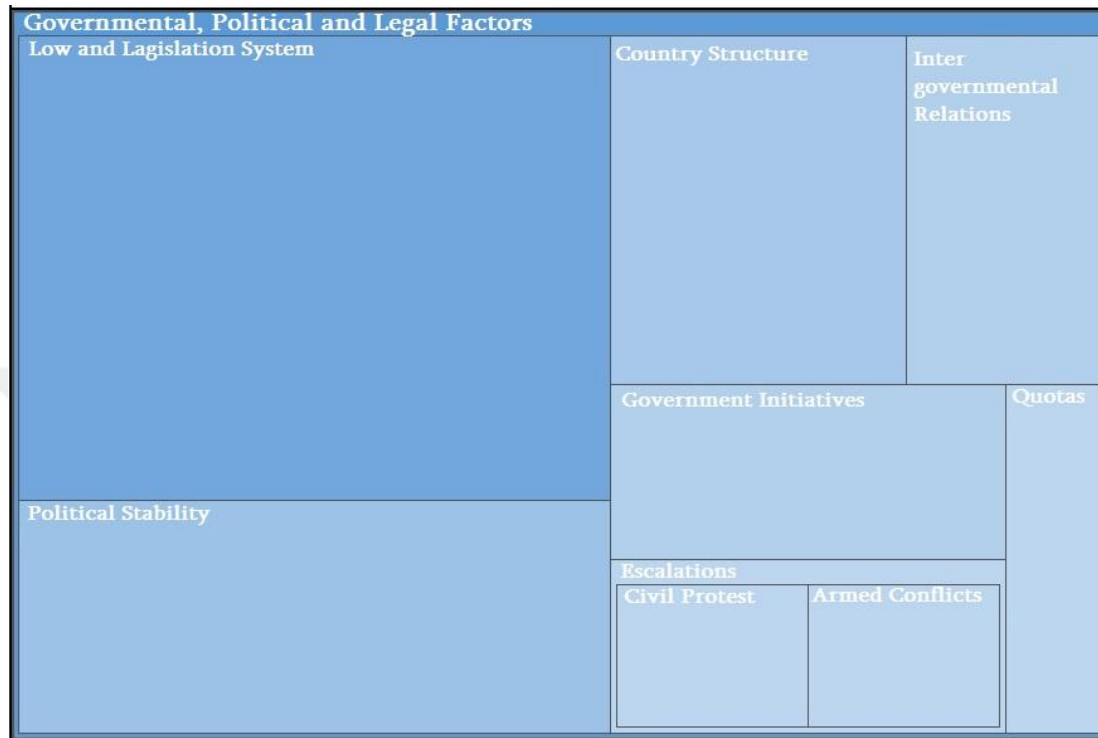 Governmental, Political and Legal Factors
Low and Lagislation System
Country Structure
Inter
governmental
Relations
Government Initiatives
Quotas
Political Stability
Escalations
Civil Protest
Armed Conflicts